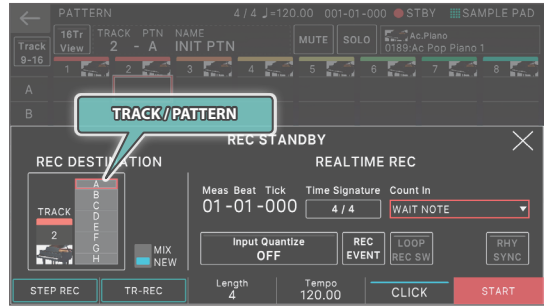 PATTERN 4 / 4 ♩=120.00 001-01-000 STBY SAMPLE PAD
Track 9-16
16Tr View
TRACK PTN NAME
2 - A INIT PTN
MUTE SOLO
Ac.Piano
0189:Ac Pop Piano 1
1 2 3 4 5 6 7 8
A
B
TRACK / PATTERN
REC STANDBY
REC DESTINATION
REALTIME REC
TRACK
2
A
B
C
D
E
F
G
H
MIX
NEW
Meas Beat Tick Time Signature Count In
01-01-000 4 / 4 WAIT NOTE
Input Quantize
OFF
REC EVENT
LOOP REC SW
RHY SYNC
STEP REC TR-REC
Length
4
Tempo
120.00
CLICK START